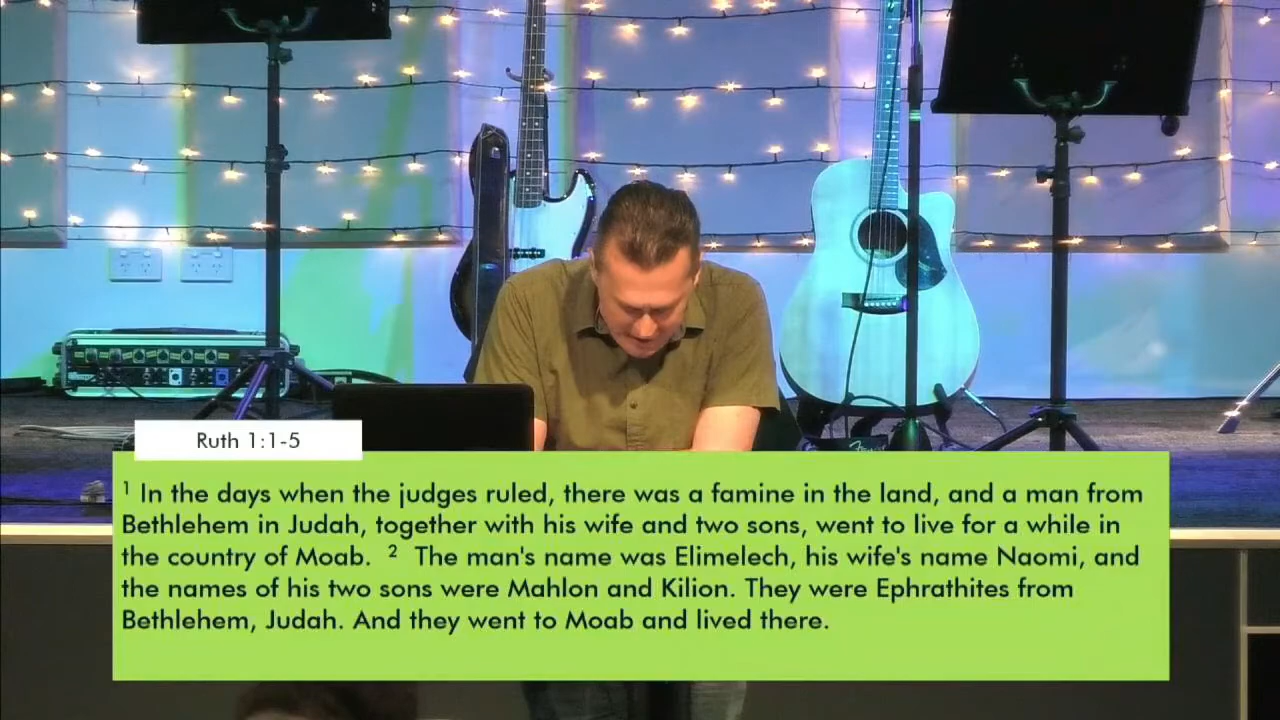 Ruth 1:1-5
1 In the days when the judges ruled, there was a famine in the land, and a man from
Bethlehem in Judah, together with his wife and two sons, went to live for a while in
the country of Moab. 2 The man's name was Elimelech, his wife's name Naomi, and
the names of his two sons were Mahlon and Kilion. They were Ephrathites from
Bethlehem, Judah. And they went to Moab and lived there.